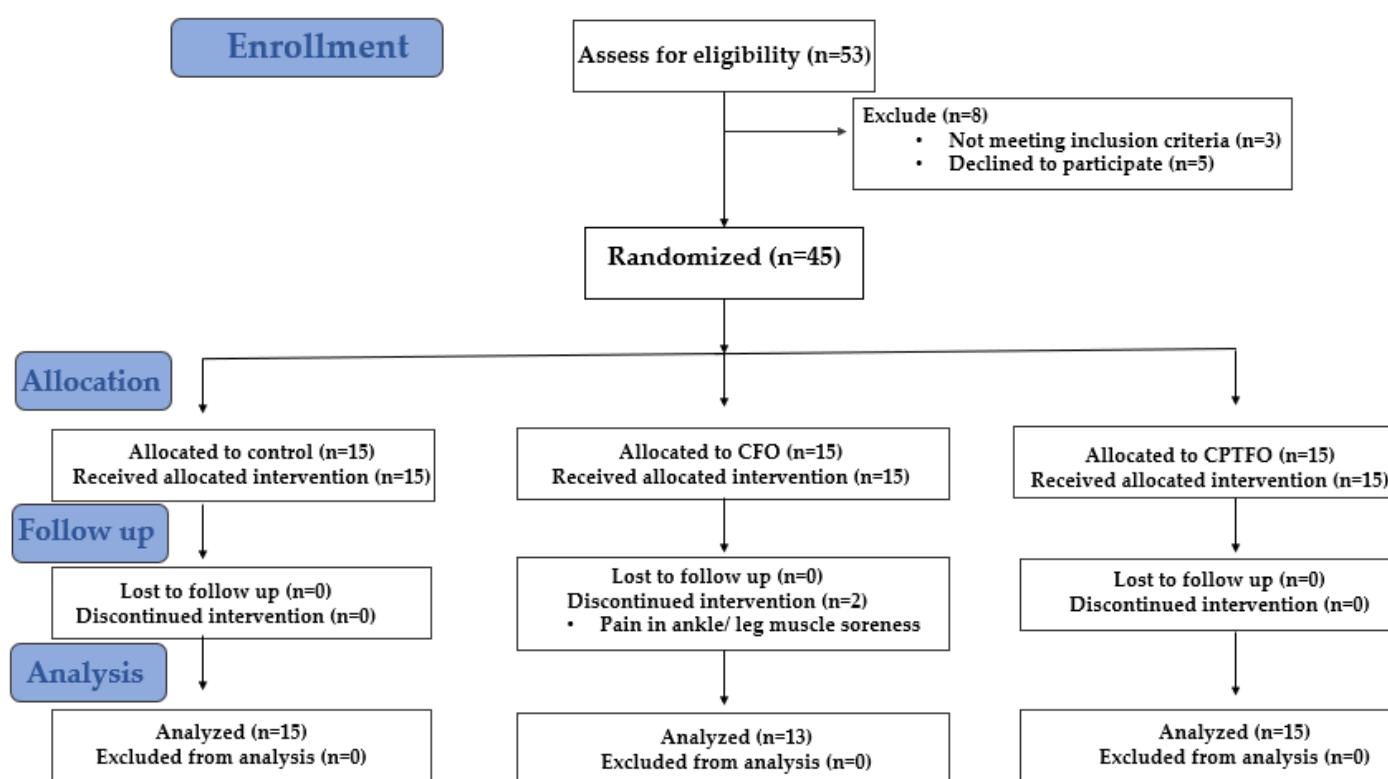 Enrollment
Assess for eligibility (n=53)
Exclude (n=8)
• Not meeting inclusion criteria (n=3)
• Declined to participate (n=5)
Randomized (n=45)
Allocation
Allocated to control (n=15)
Received allocated intervention (n=15)
Allocated to CFO (n=15)
Received allocated intervention (n=15)
Allocated to CPTFO (n=15)
Received allocated intervention (n=15)
Follow up
Lost to follow up (n=0)
Discontinued intervention (n=0)
Lost to follow up (n=0)
Discontinued intervention (n=2)
• Pain in ankle/ leg muscle soreness
Lost to follow up (n=0)
Discontinued intervention (n=0)
Analysis
Analyzed (n=15)
Excluded from analysis (n=0)
Analyzed (n=13)
Excluded from analysis (n=0)
Analyzed (n=15)
Excluded from analysis (n=0)